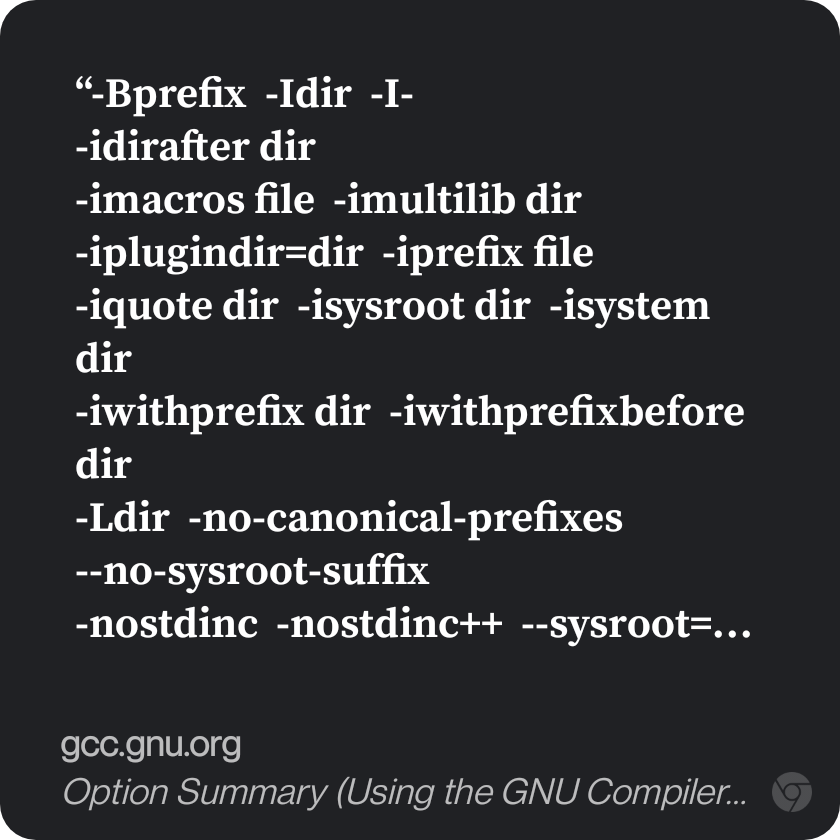 “-Bprefix  -Idir  -I-
-idirafter dir
-imacros file  -imultilib dir
-iplugindir=dir  -iprefix file
-iquote dir  -isysroot dir  -isystem
dir
-iwithprefix dir  -iwithprefixbefore
dir
-Ldir  -no-canonical-prefixes
--no-sysroot-suffix
-nostdinc  -nostdinc++  --sysroot=...
gcc.gnu.org
Option Summary (Using the GNU Compiler...